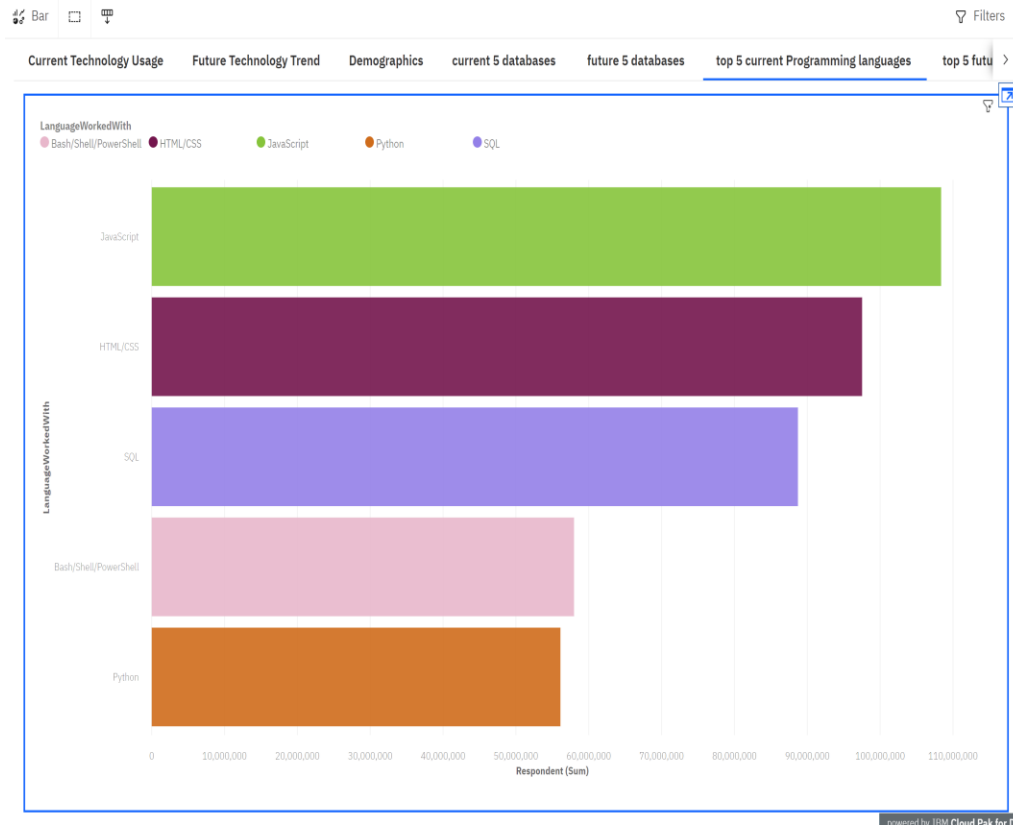 Bar
Filters
Current Technology Usage Future Technology Trend Demographics current 5 databases future 5 databases top 5 current Programming languages top 5 futu
LanguageWorkedWith
Bash/Shell/PowerShell HTML/CSS JavaScript Python SQL
LanguageWorkedWith
JavaScript
HTML/CSS
SQL
Bash/Shell/PowerShell
Python
0 10,000,000 20,000,000 30,000,000 40,000,000 50,000,000 60,000,000 70,000,000 80,000,000 90,000,000 100,000,000 110,000,000
Respondent (Sum)
powered by IBM Cloud Pak for D